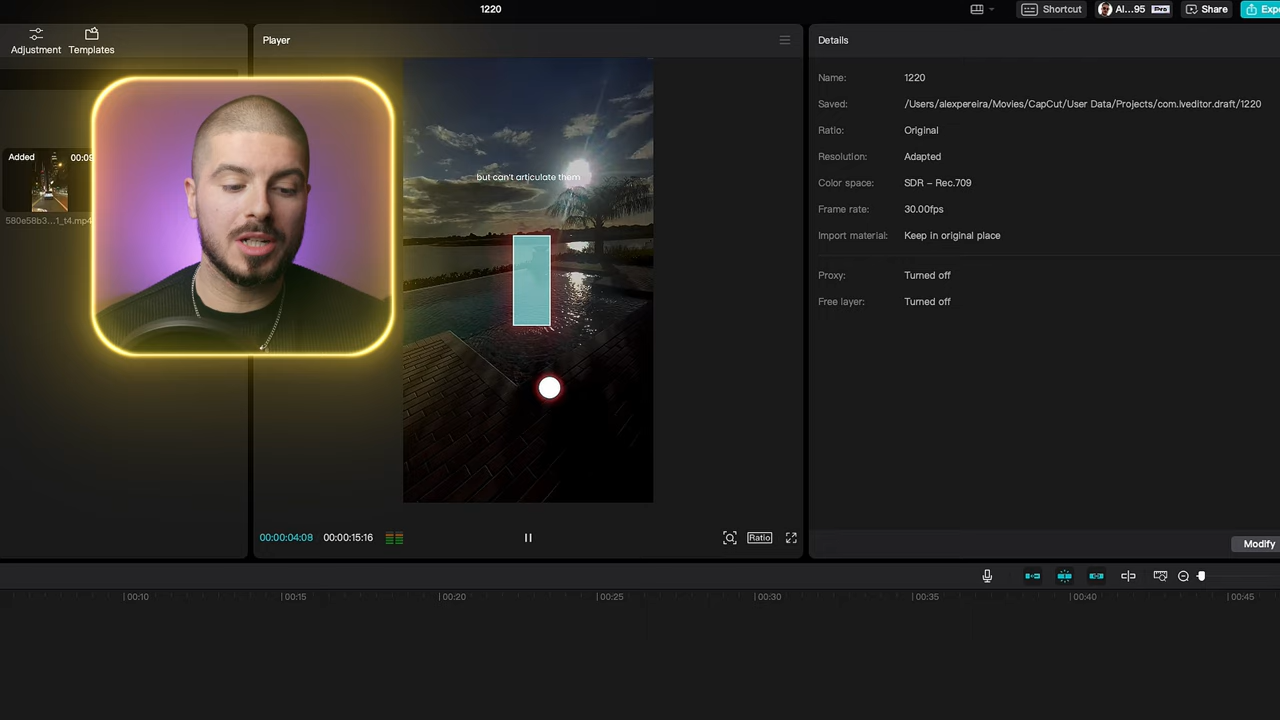 1220
Shortcut
Al...95
Pro
Share
Expo
Adjustment
Templates
Player
Details
Added
00:09
580e58b3...1_t4.mp4
but can't articulate them
Name: 1220
Saved: /Users/alexpereira/Movies/CapCut/User Data/Projects/com.lveditor.draft/1220
Ratio: Original
Resolution: Adapted
Color space: SDR – Rec.709
Frame rate: 30.00fps
Import material: Keep in original place
Proxy: Turned off
Free layer: Turned off
00:00:04:08
00:00:15:16
Ratio
Modify
00:10
00:15
00:20
00:25
00:30
00:35
00:40
00:45